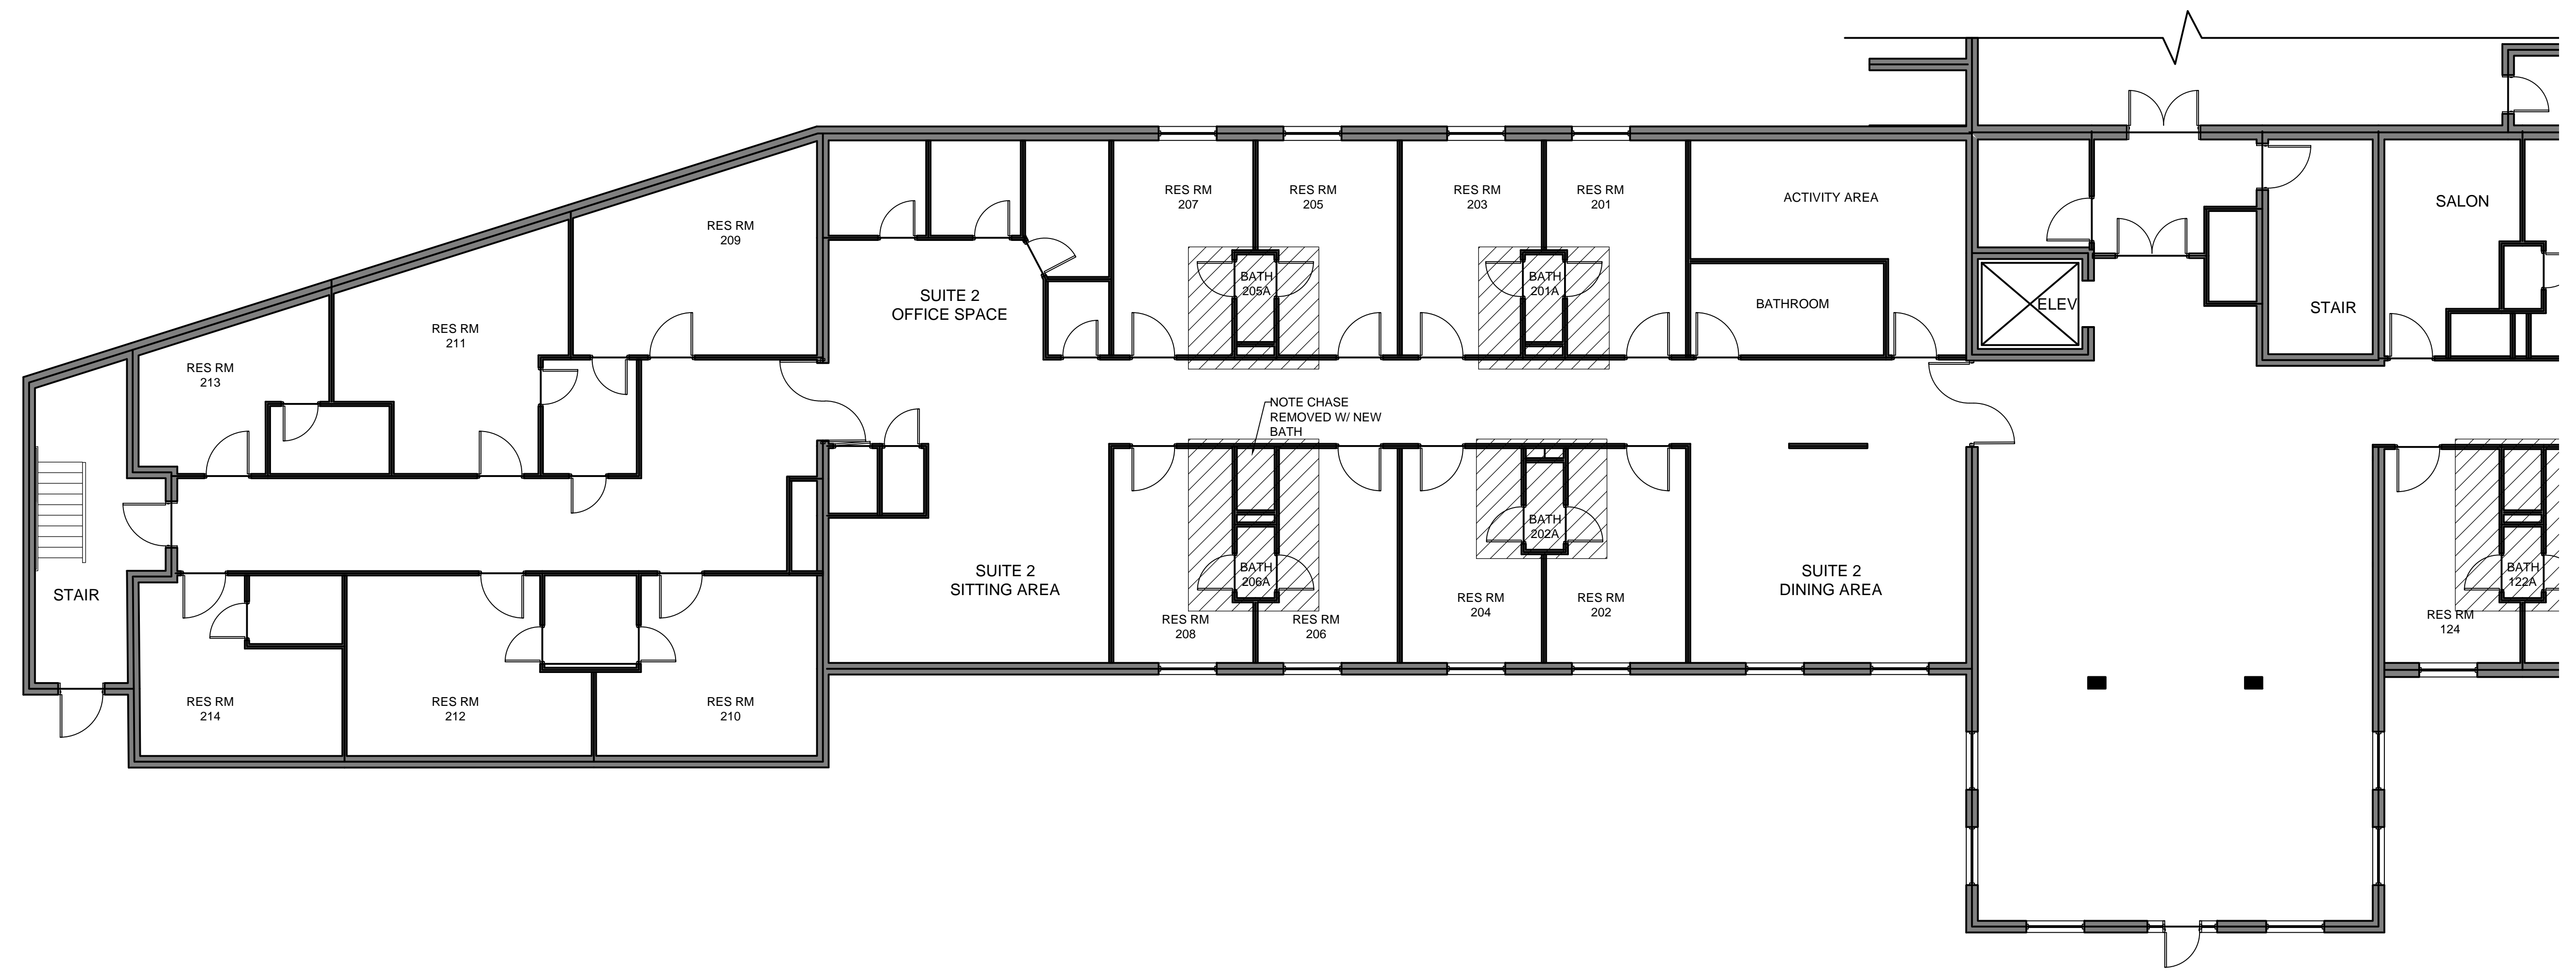 RES RM
207
RES RM
205
RES RM
203
RES RM
201
ACTIVITY AREA
SALON
RES RM
209
BATH
205A
BATH
201A
SUITE 2
OFFICE SPACE
BATHROOM
ELEV
STAIR
RES RM
211
RES RM
213
NOTE CHASE
REMOVED W/ NEW
BATH
BATH
202A
STAIR
SUITE 2
SITTING AREA
BATH
206A
SUITE 2
DINING AREA
BATH
122A
RES RM
208
RES RM
206
RES RM
204
RES RM
202
RES RM
124
RES RM
214
RES RM
212
RES RM
210